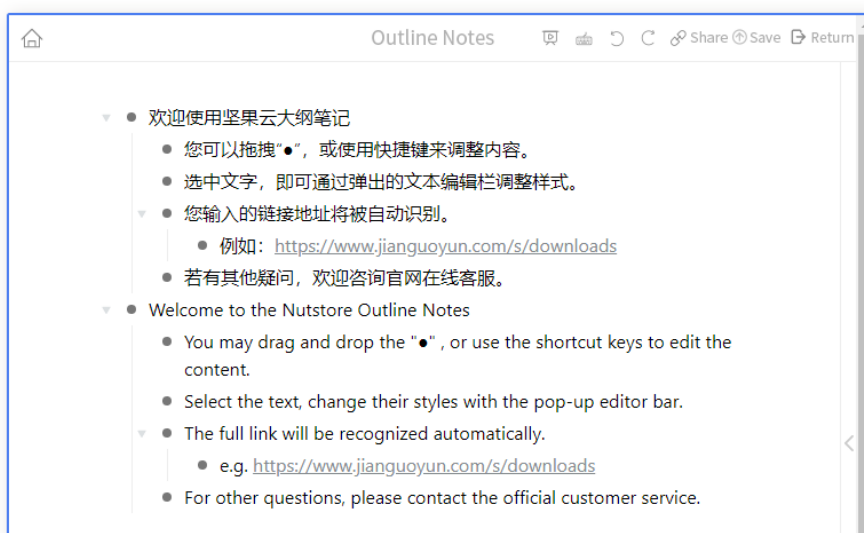 Outline Notes Share Save Return
欢迎使用坚果云大纲笔记
您可以拖拽"●"，或使用快捷键来调整内容。
选中文字，即可通过弹出的文本编辑栏调整样式。
您输入的链接地址将被自动识别。
例如：https://www.jianguoyun.com/s/downloads
若有其他疑问，欢迎咨询官网在线客服。
Welcome to the Nutstore Outline Notes
You may drag and drop the "●" , or use the shortcut keys to edit the
content.
Select the text, change their styles with the pop-up editor bar.
The full link will be recognized automatically.
e.g. https://www.jianguoyun.com/s/downloads
For other questions, please contact the official customer service.